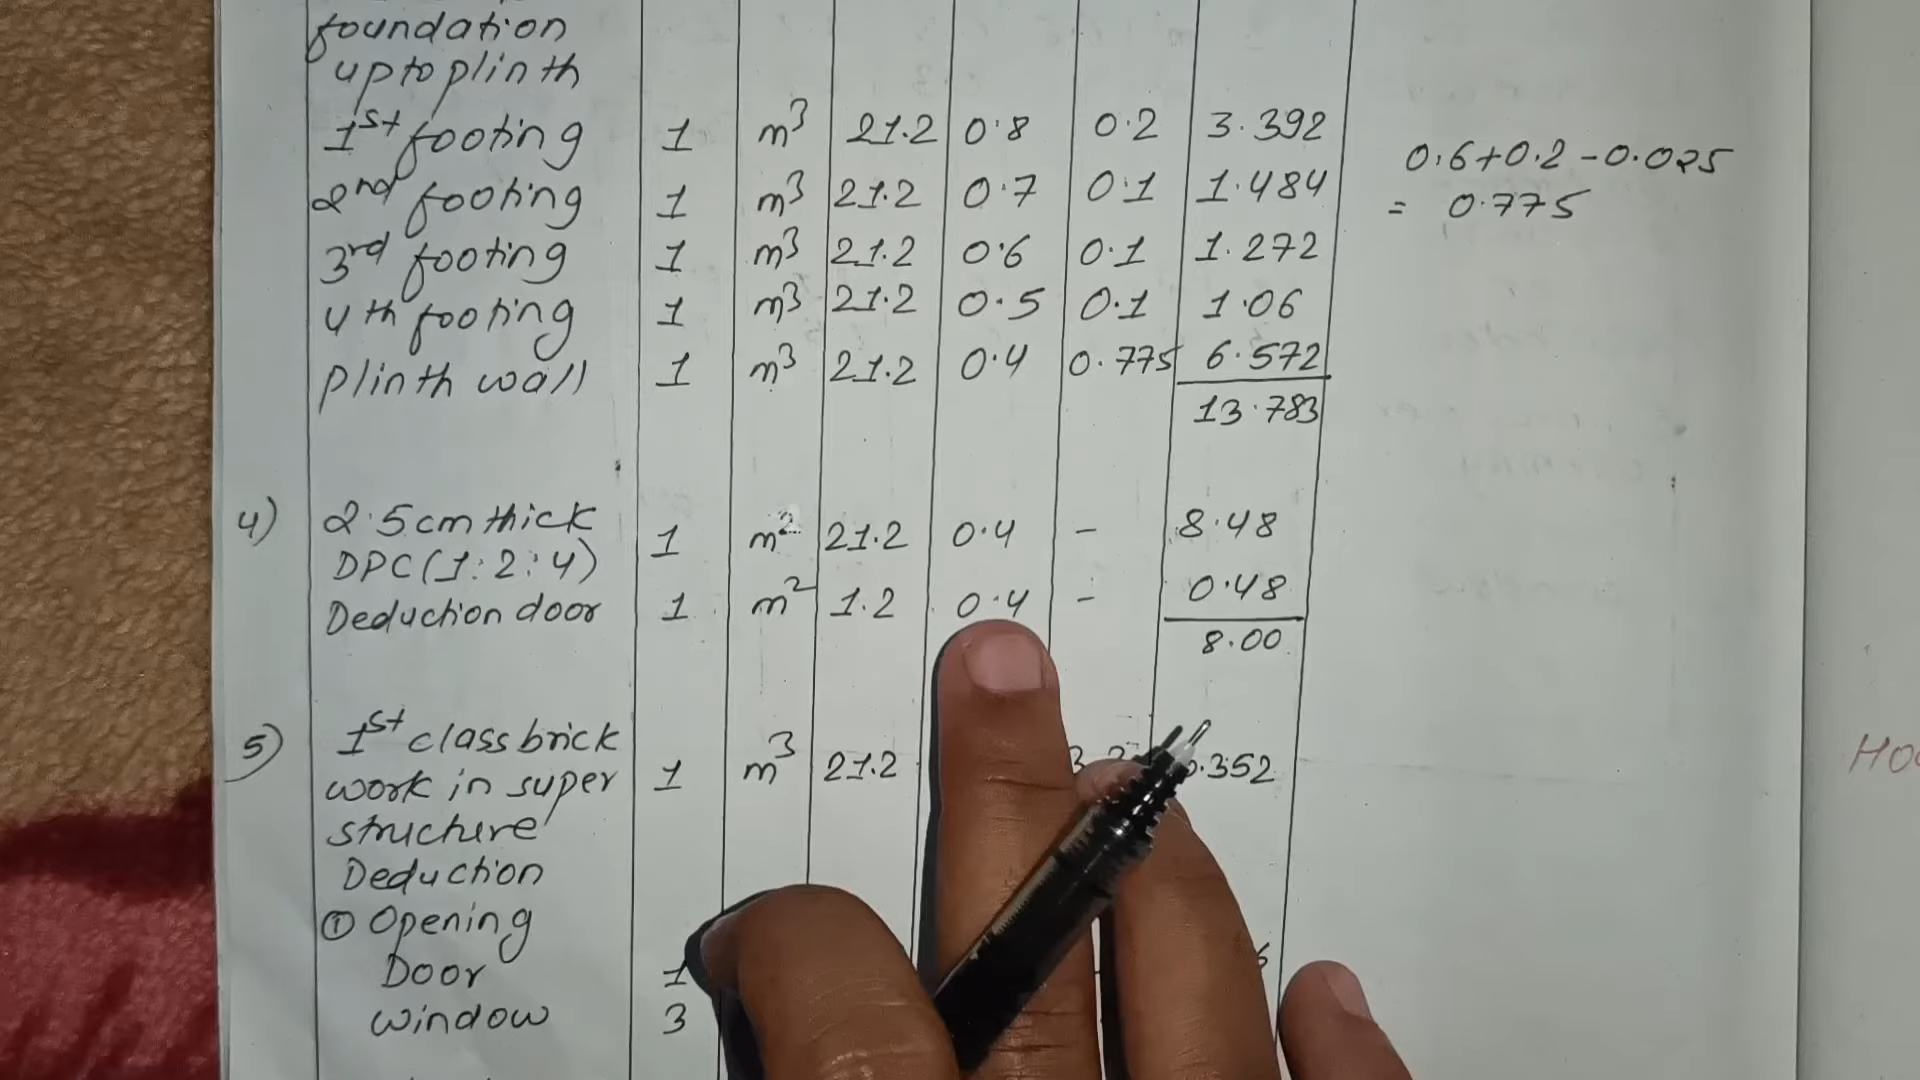 foundation
upto plinth
1st footing 1 m3 21.2 0.8 0.2 3.392
0.6+0.2-0.025
2nd footing 1 m3 21.2 0.7 0.1 1.484
= 0.775
3rd footing 1 m3 21.2 0.6 0.1 1.272
4th footing 1 m3 21.2 0.5 0.1 1.06
plinth wall 1 m3 21.2 0.4 0.775 6.572
13.783
4) 2.5cm thick 1 m2 21.2 0.4 - 8.48
DPC (1:2:4)
Deduction door 1 m2 1.2 0.4 - 0.48
8.00
5) 1st class brick
work in super 1 m3 21.2 .352
structure
Deduction
① Opening
Door 1
window 3